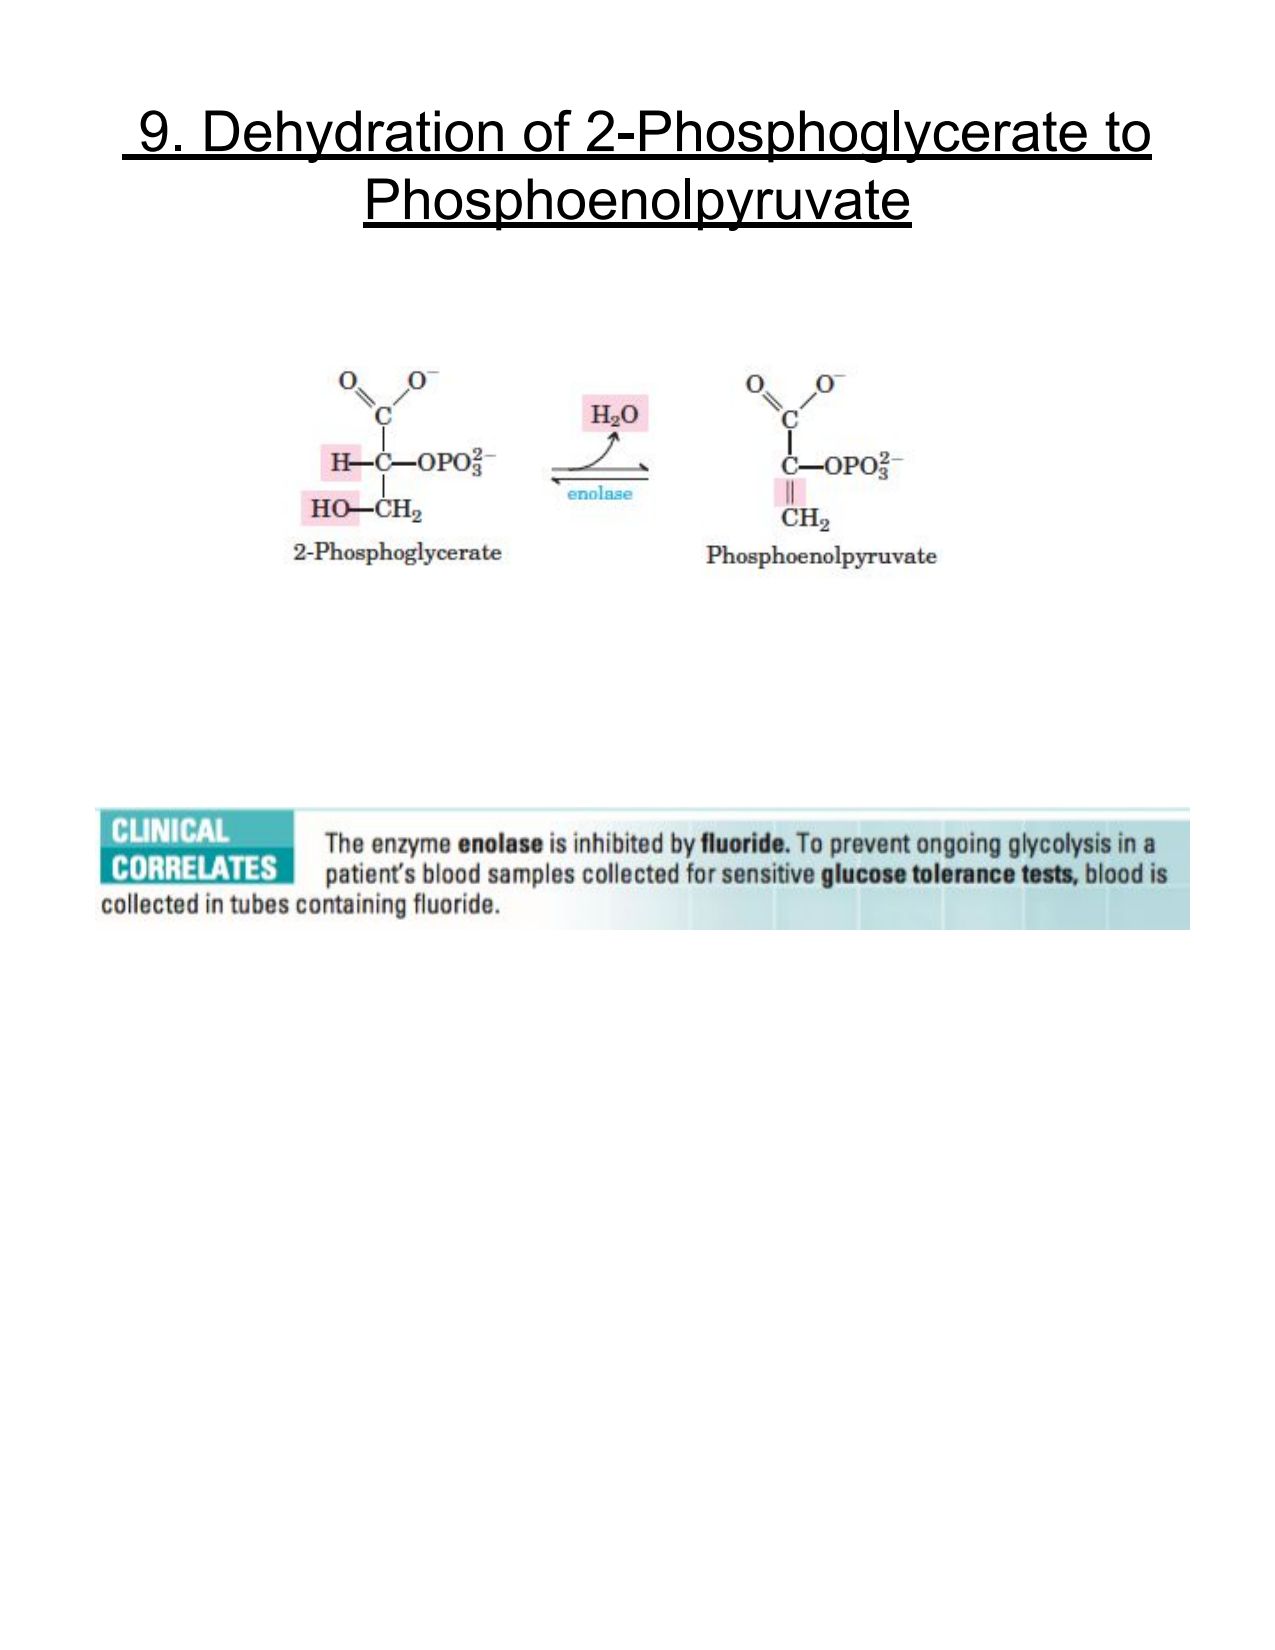 9. Dehydration of 2-Phosphoglycerate to
Phosphoenolpyruvate
O O⁻
C
H—C—OPO₃²⁻
HO—CH₂
2-Phosphoglycerate
H₂O
enolase
O O⁻
C
C—OPO₃²⁻
CH₂
Phosphoenolpyruvate
CLINICAL
CORRELATES
The enzyme enolase is inhibited by fluoride. To prevent ongoing glycolysis in a
patient's blood samples collected for sensitive glucose tolerance tests, blood is
collected in tubes containing fluoride.